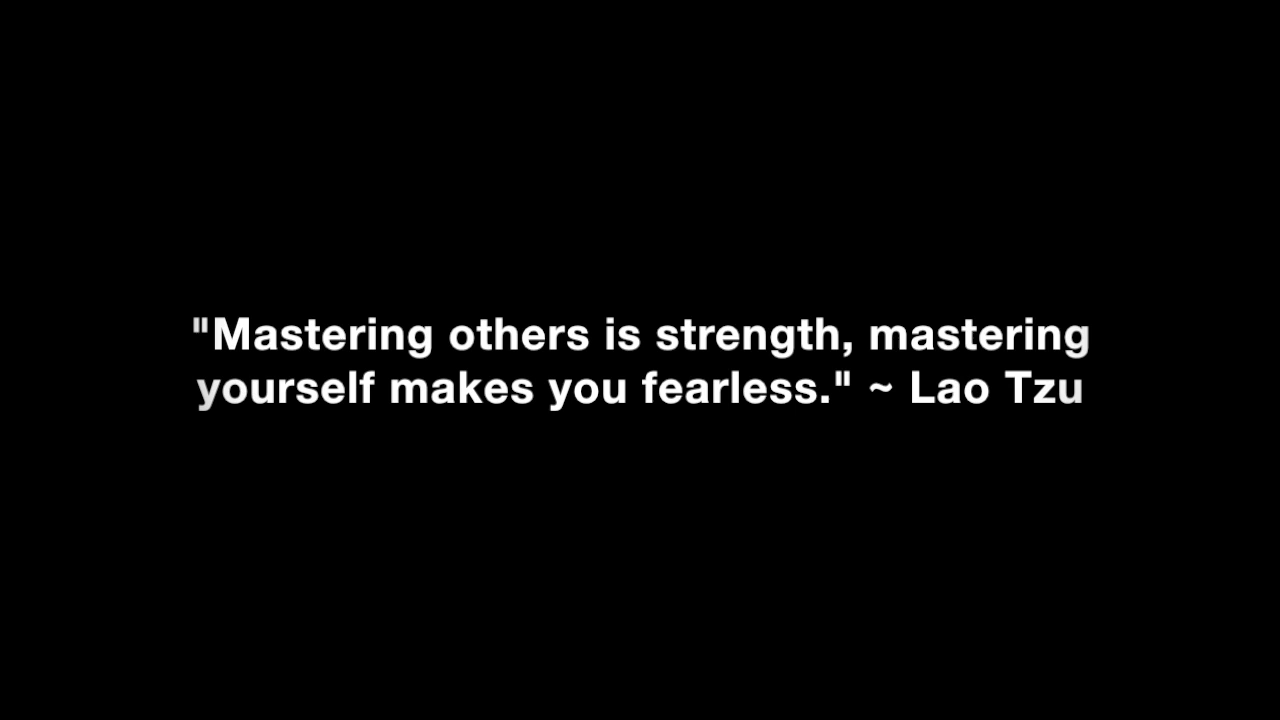 "Mastering others is strength, mastering
yourself makes you fearless." ~ Lao Tzu